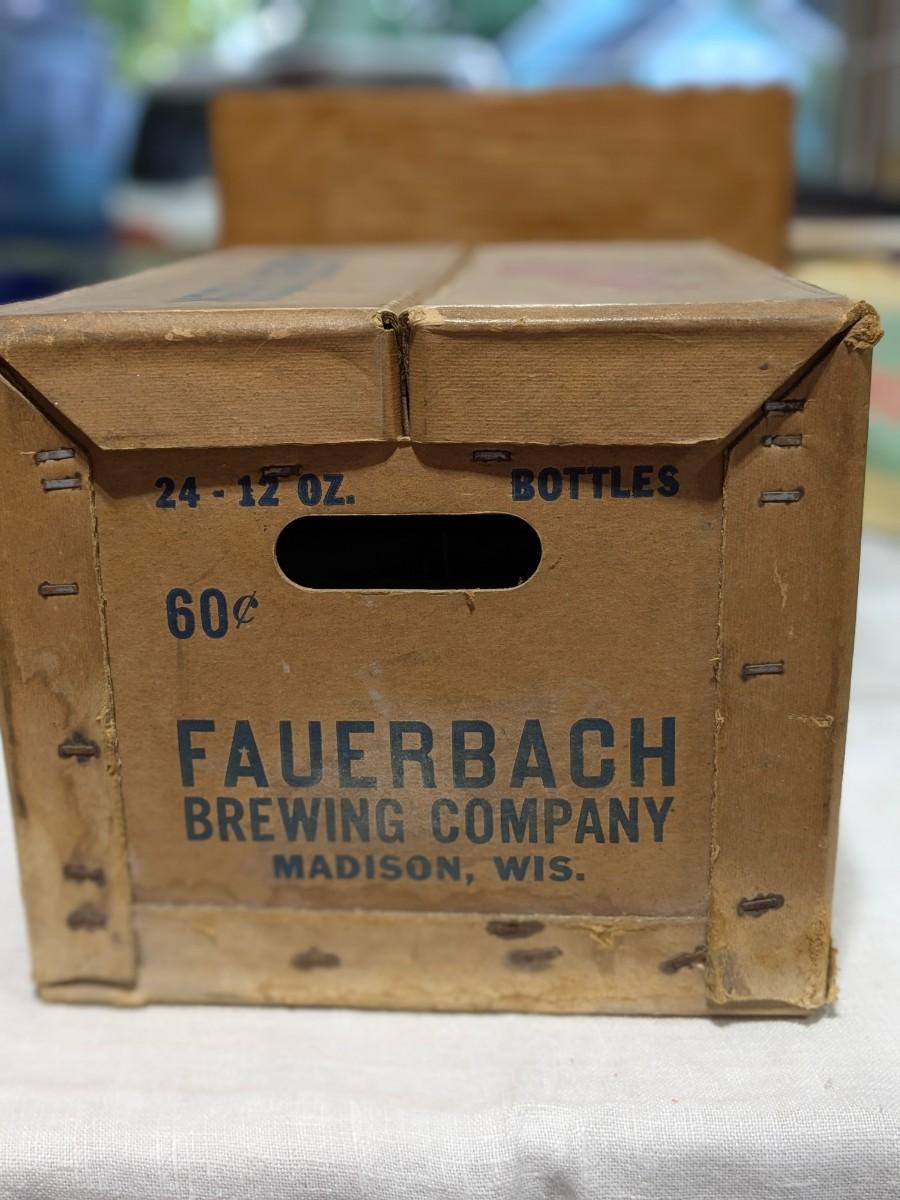 24 - 12 OZ. BOTTLES
60¢
FAUERBACH
BREWING COMPANY
MADISON, WIS.